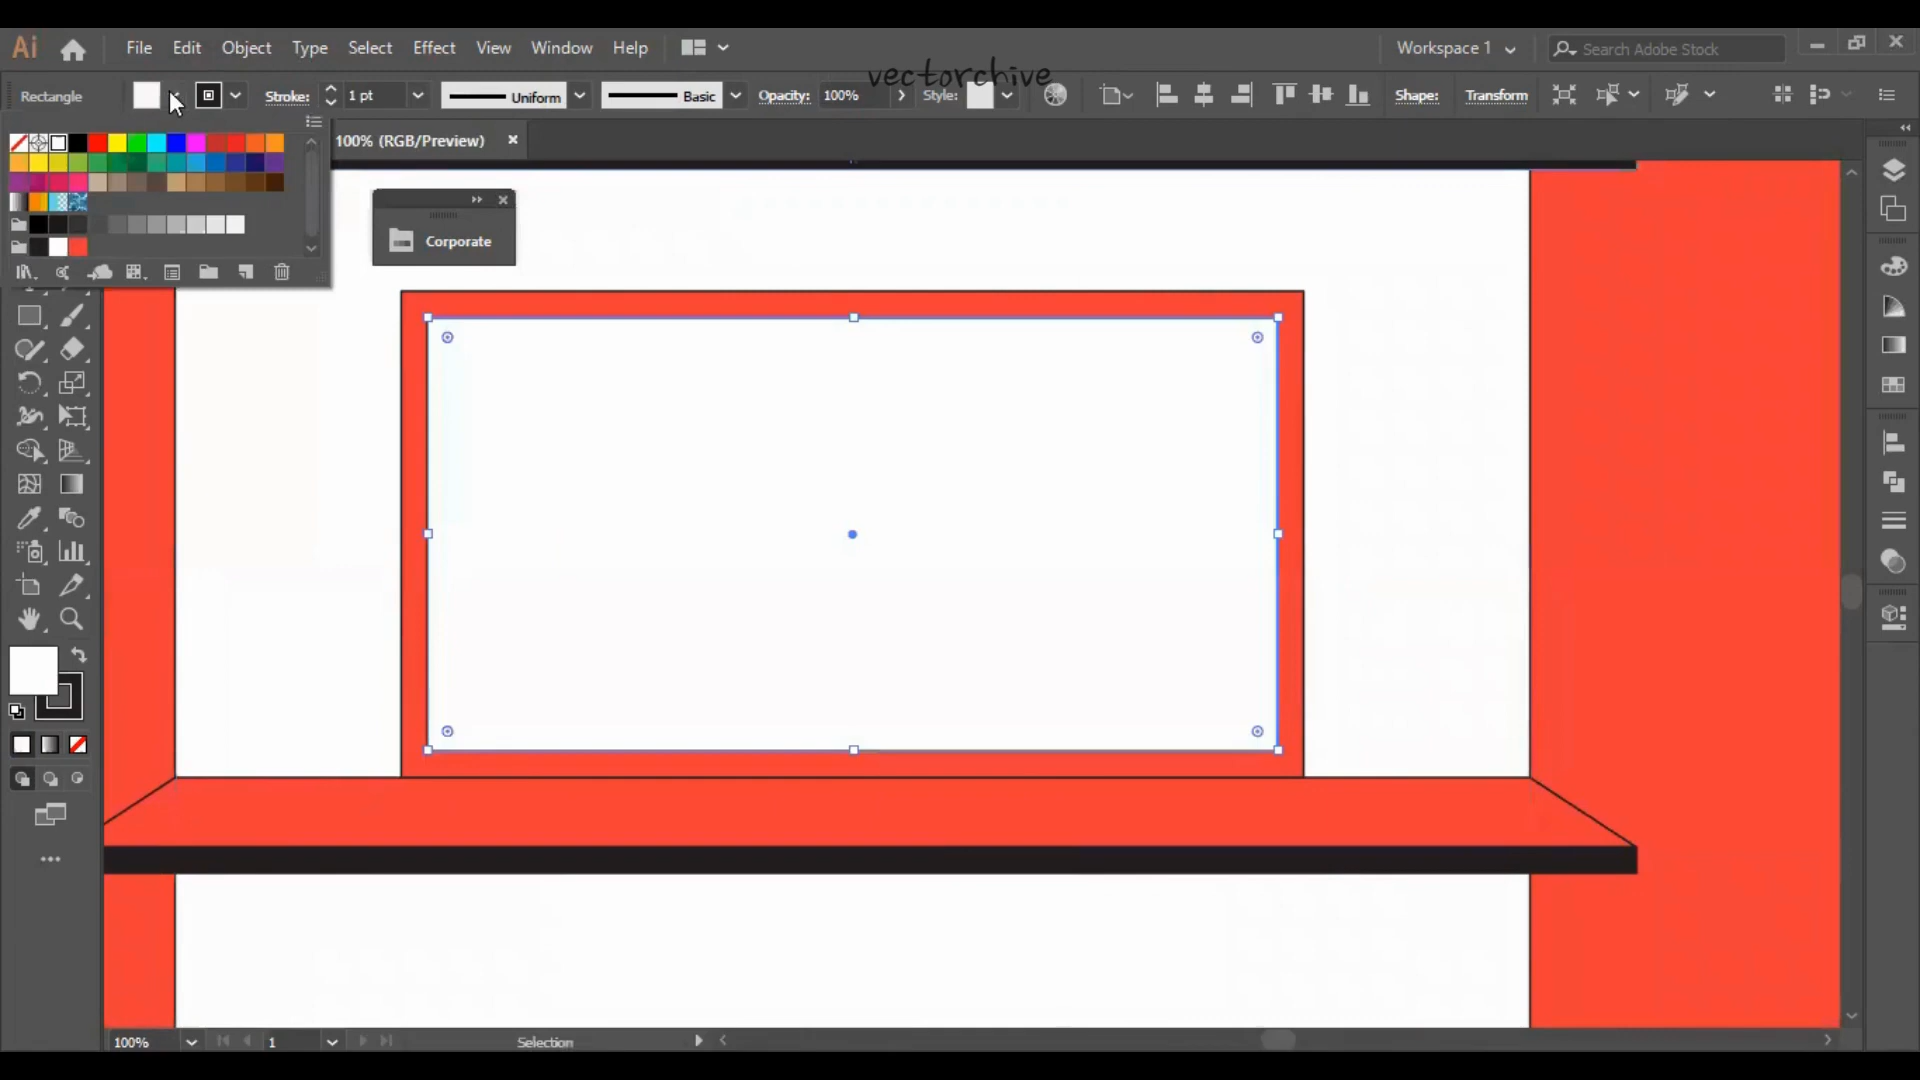 Ai File Edit Object Type Select Effect View Window Help Workspace 1 Search Adobe Stock
vectorchive
Rectangle Stroke: 1 pt Uniform Basic Opacity: 100% Style: Shape: Transform
100% (RGB/Preview)
Corporate
100% 1 Selection